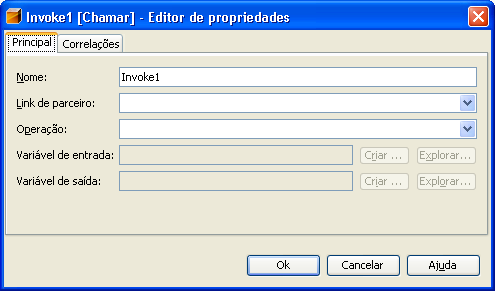 Invoke1 [Chamar] - Editor de propriedades
Principal Correlações
Nome: Invoke1
Link de parceiro:
Operação:
Variável de entrada: Criar ... Explorar...
Variável de saída: Criar ... Explorar...
Ok Cancelar Ajuda